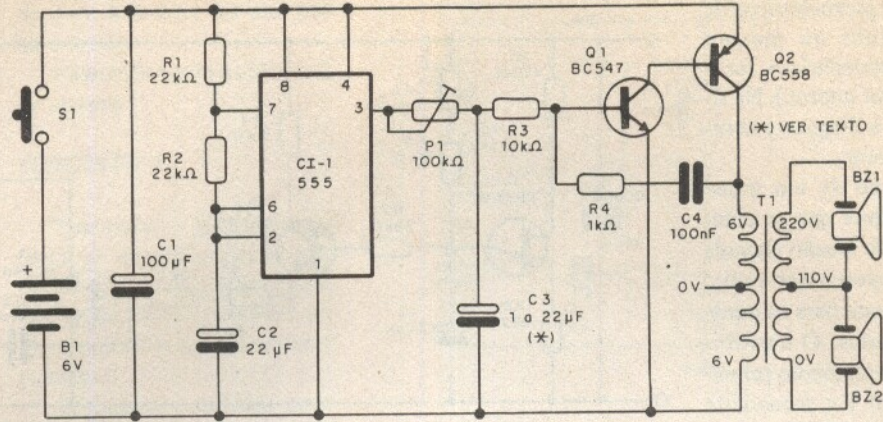 S1
+
B1
6V
C1
100µF
R1
22kΩ
R2
22kΩ
C2
22µF
8
4
7
3
6
2
1
CI-1
555
P1
100kΩ
R3
10kΩ
C3
1 a 22µF
(*)
Q1
BC547
Q2
BC558
(*) VER TEXTO
R4
1kΩ
C4
100nF
T1
6V
0V
6V
220V
110V
0V
BZ1
BZ2